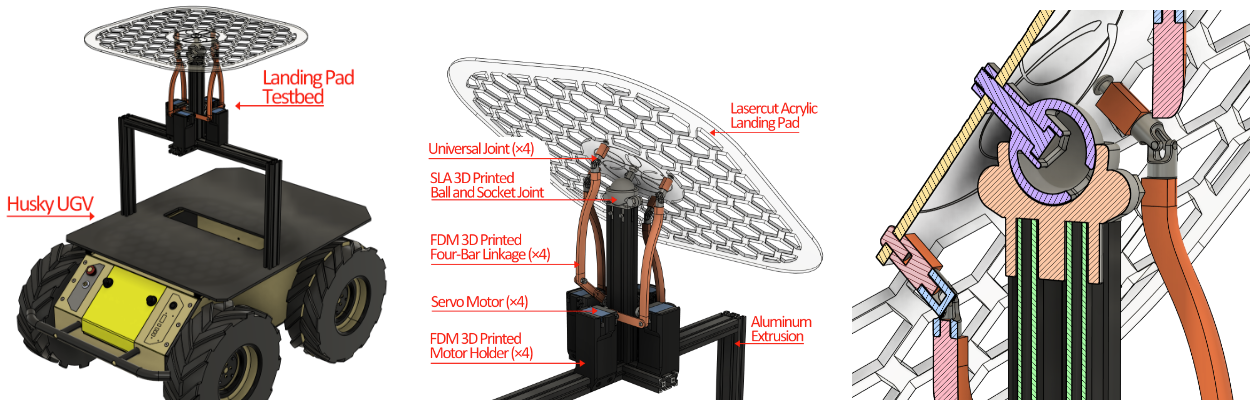 Landing Pad
Testbed
Husky UGV
Lasercut Acrylic
Landing Pad
Universal Joint (×4)
SLA 3D Printed
Ball and Socket Joint
FDM 3D Printed
Four-Bar Linkage (×4)
Servo Motor (×4)
FDM 3D Printed
Motor Holder (×4)
Aluminum
Extrusion